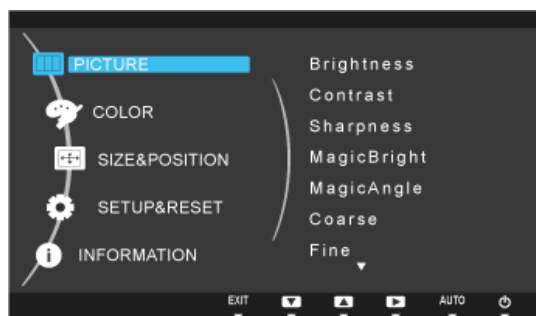 PICTURE
COLOR
SIZE&POSITION
SETUP&RESET
INFORMATION
Brightness
Contrast
Sharpness
MagicBright
MagicAngle
Coarse
Fine
EXIT
AUTO